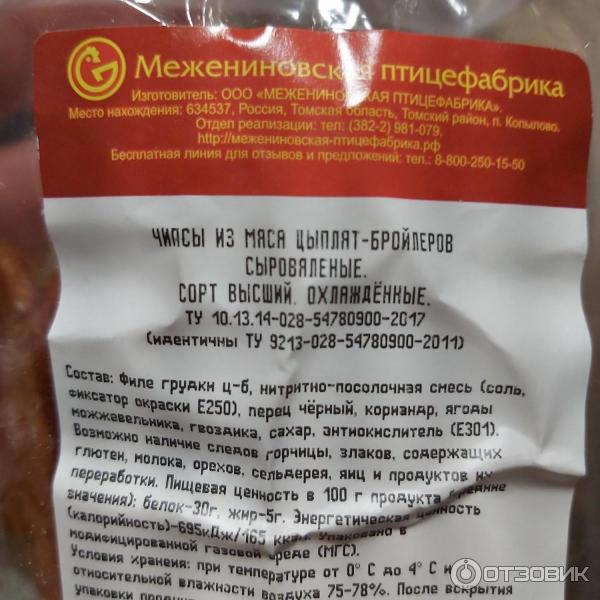 Межениновская птицефабрика
Изготовитель: ООО «МЕЖЕНИНОВСКАЯ ПТИЦЕФАБРИКА».
Место нахождения: 634537, Россия, Томская область, Томский район, п. Копылово.
Отдел реализации: тел: (382-2) 981-079.
http://межениновская-птицефабрика.рф
Бесплатная линия для отзывов и предложений: тел.: 8-800-250-15-50
ЧИПСЫ ИЗ МЯСА ЦЫПЛЯТ-БРОЙЛЕРОВ
СЫРОВЯЛЕНЫЕ.
СОРТ ВЫСШИЙ. ОХЛАЖДЁННЫЕ.
ТУ 10.13.14-028-54780900-2017
(идентичны ТУ 9213-028-54780900-2011)
Состав: Филе грудки ц-б, нитритно-посолочная смесь (соль,
фиксатор окраски Е250), перец чёрный, кориандр, ягоды
можжевельника, гвоздика, сахар, антиокислитель (Е301).
Возможно наличие следов горчицы, злаков, содержащих
глютен, молока, орехов, сельдерея, яиц и продуктов их
переработки. Пищевая ценность в 100 г продукта (средние
значения): белок-30г, жир-5г. Энергетическая ценность
(калорийность)-695кДж/165 ккал. Упаковано в
модифицированной газовой среде (МГС).
Условия хранеия: при температуре от 0° С до 4° С и
относительной влажности воздуха 75-78%. После вскрытия
упаковки
ОТЗОВИК